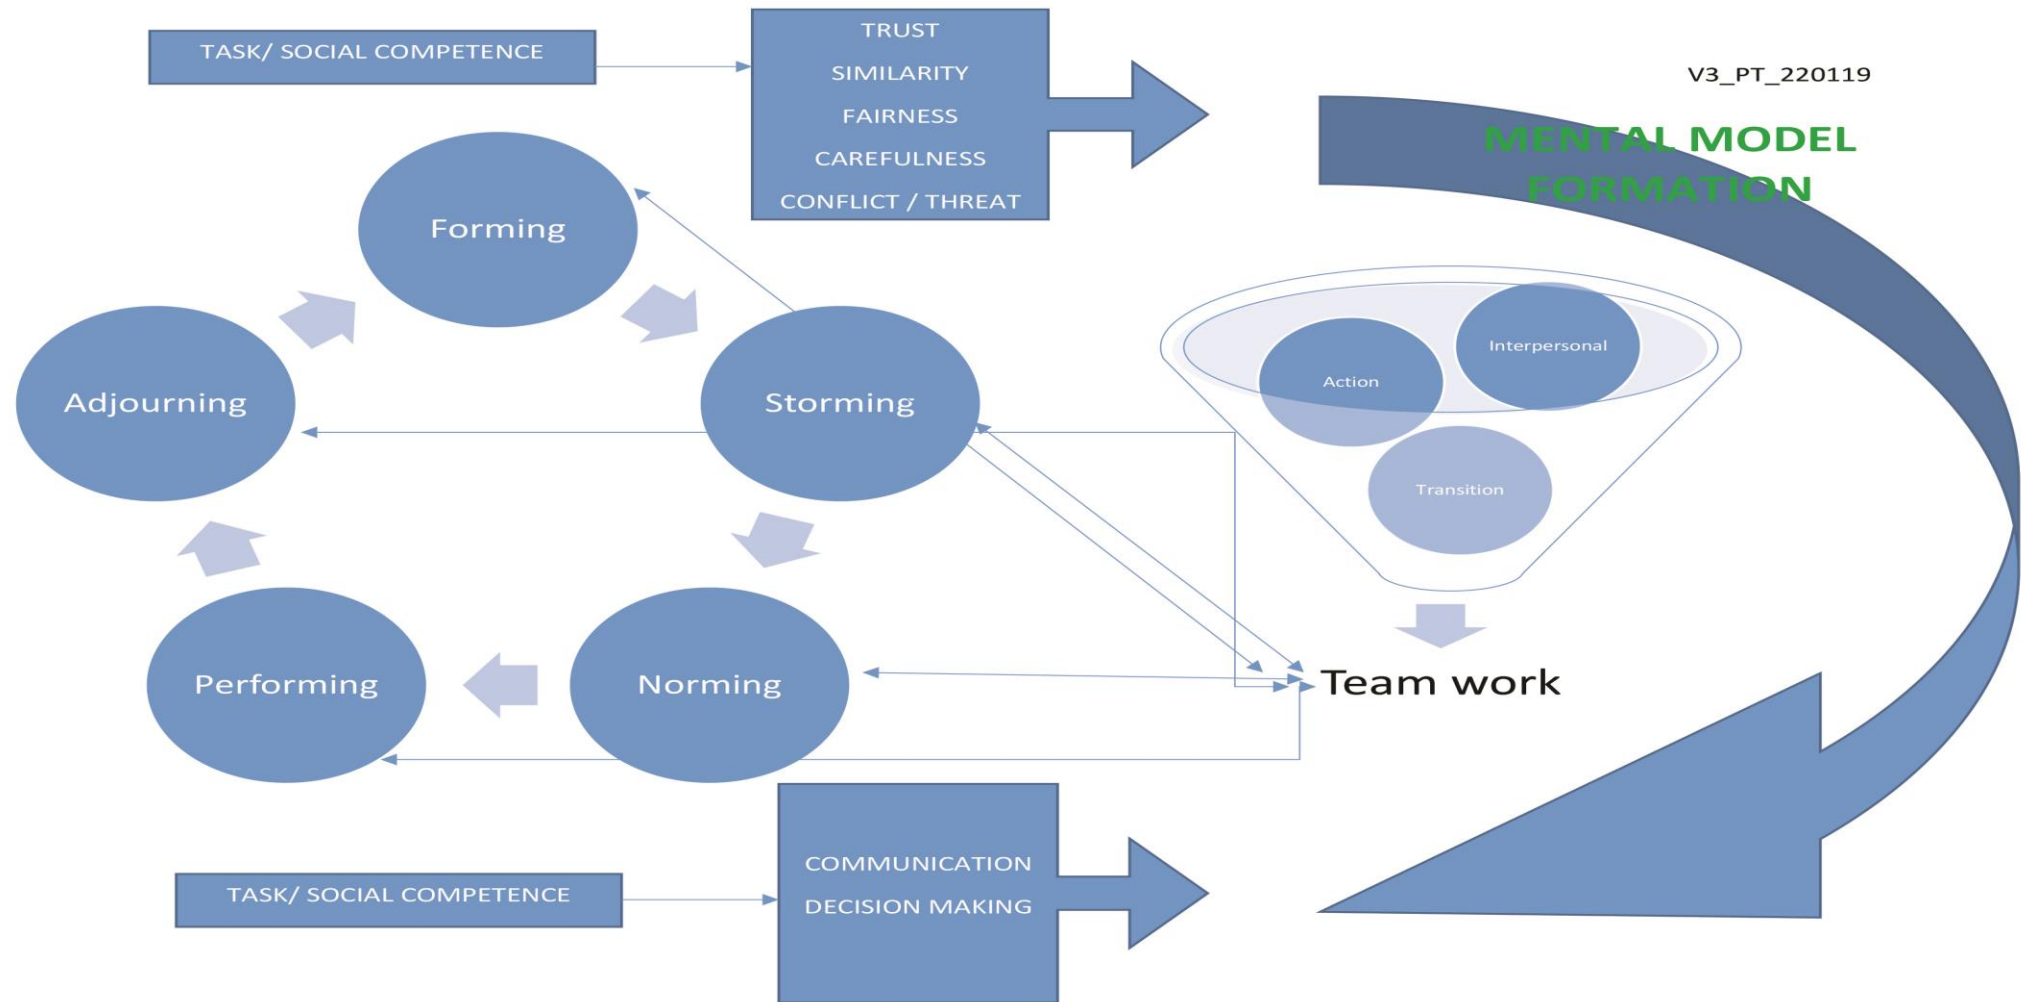 TASK/ SOCIAL COMPETENCE
TRUST
SIMILARITY
FAIRNESS
CAREFULNESS
CONFLICT / THREAT
V3_PT_220119
MENTAL MODEL
FORMATION
Forming
Adjourning
Storming
Interpersonal
Action
Transition
Performing
Norming
Team work
TASK/ SOCIAL COMPETENCE
COMMUNICATION
DECISION MAKING